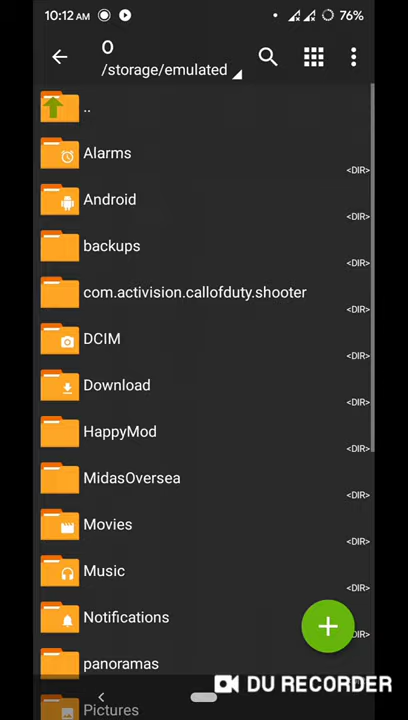 10:12 AM 76%
0
/storage/emulated
..
Alarms
<DIR>
Android
<DIR>
backups
<DIR>
com.activision.callofduty.shooter
<DIR>
DCIM
<DIR>
Download
<DIR>
HappyMod
<DIR>
MidasOversea
<DIR>
Movies
<DIR>
Music
<DIR>
Notifications
<DIR>
panoramas
DU RECORDER
Pictures